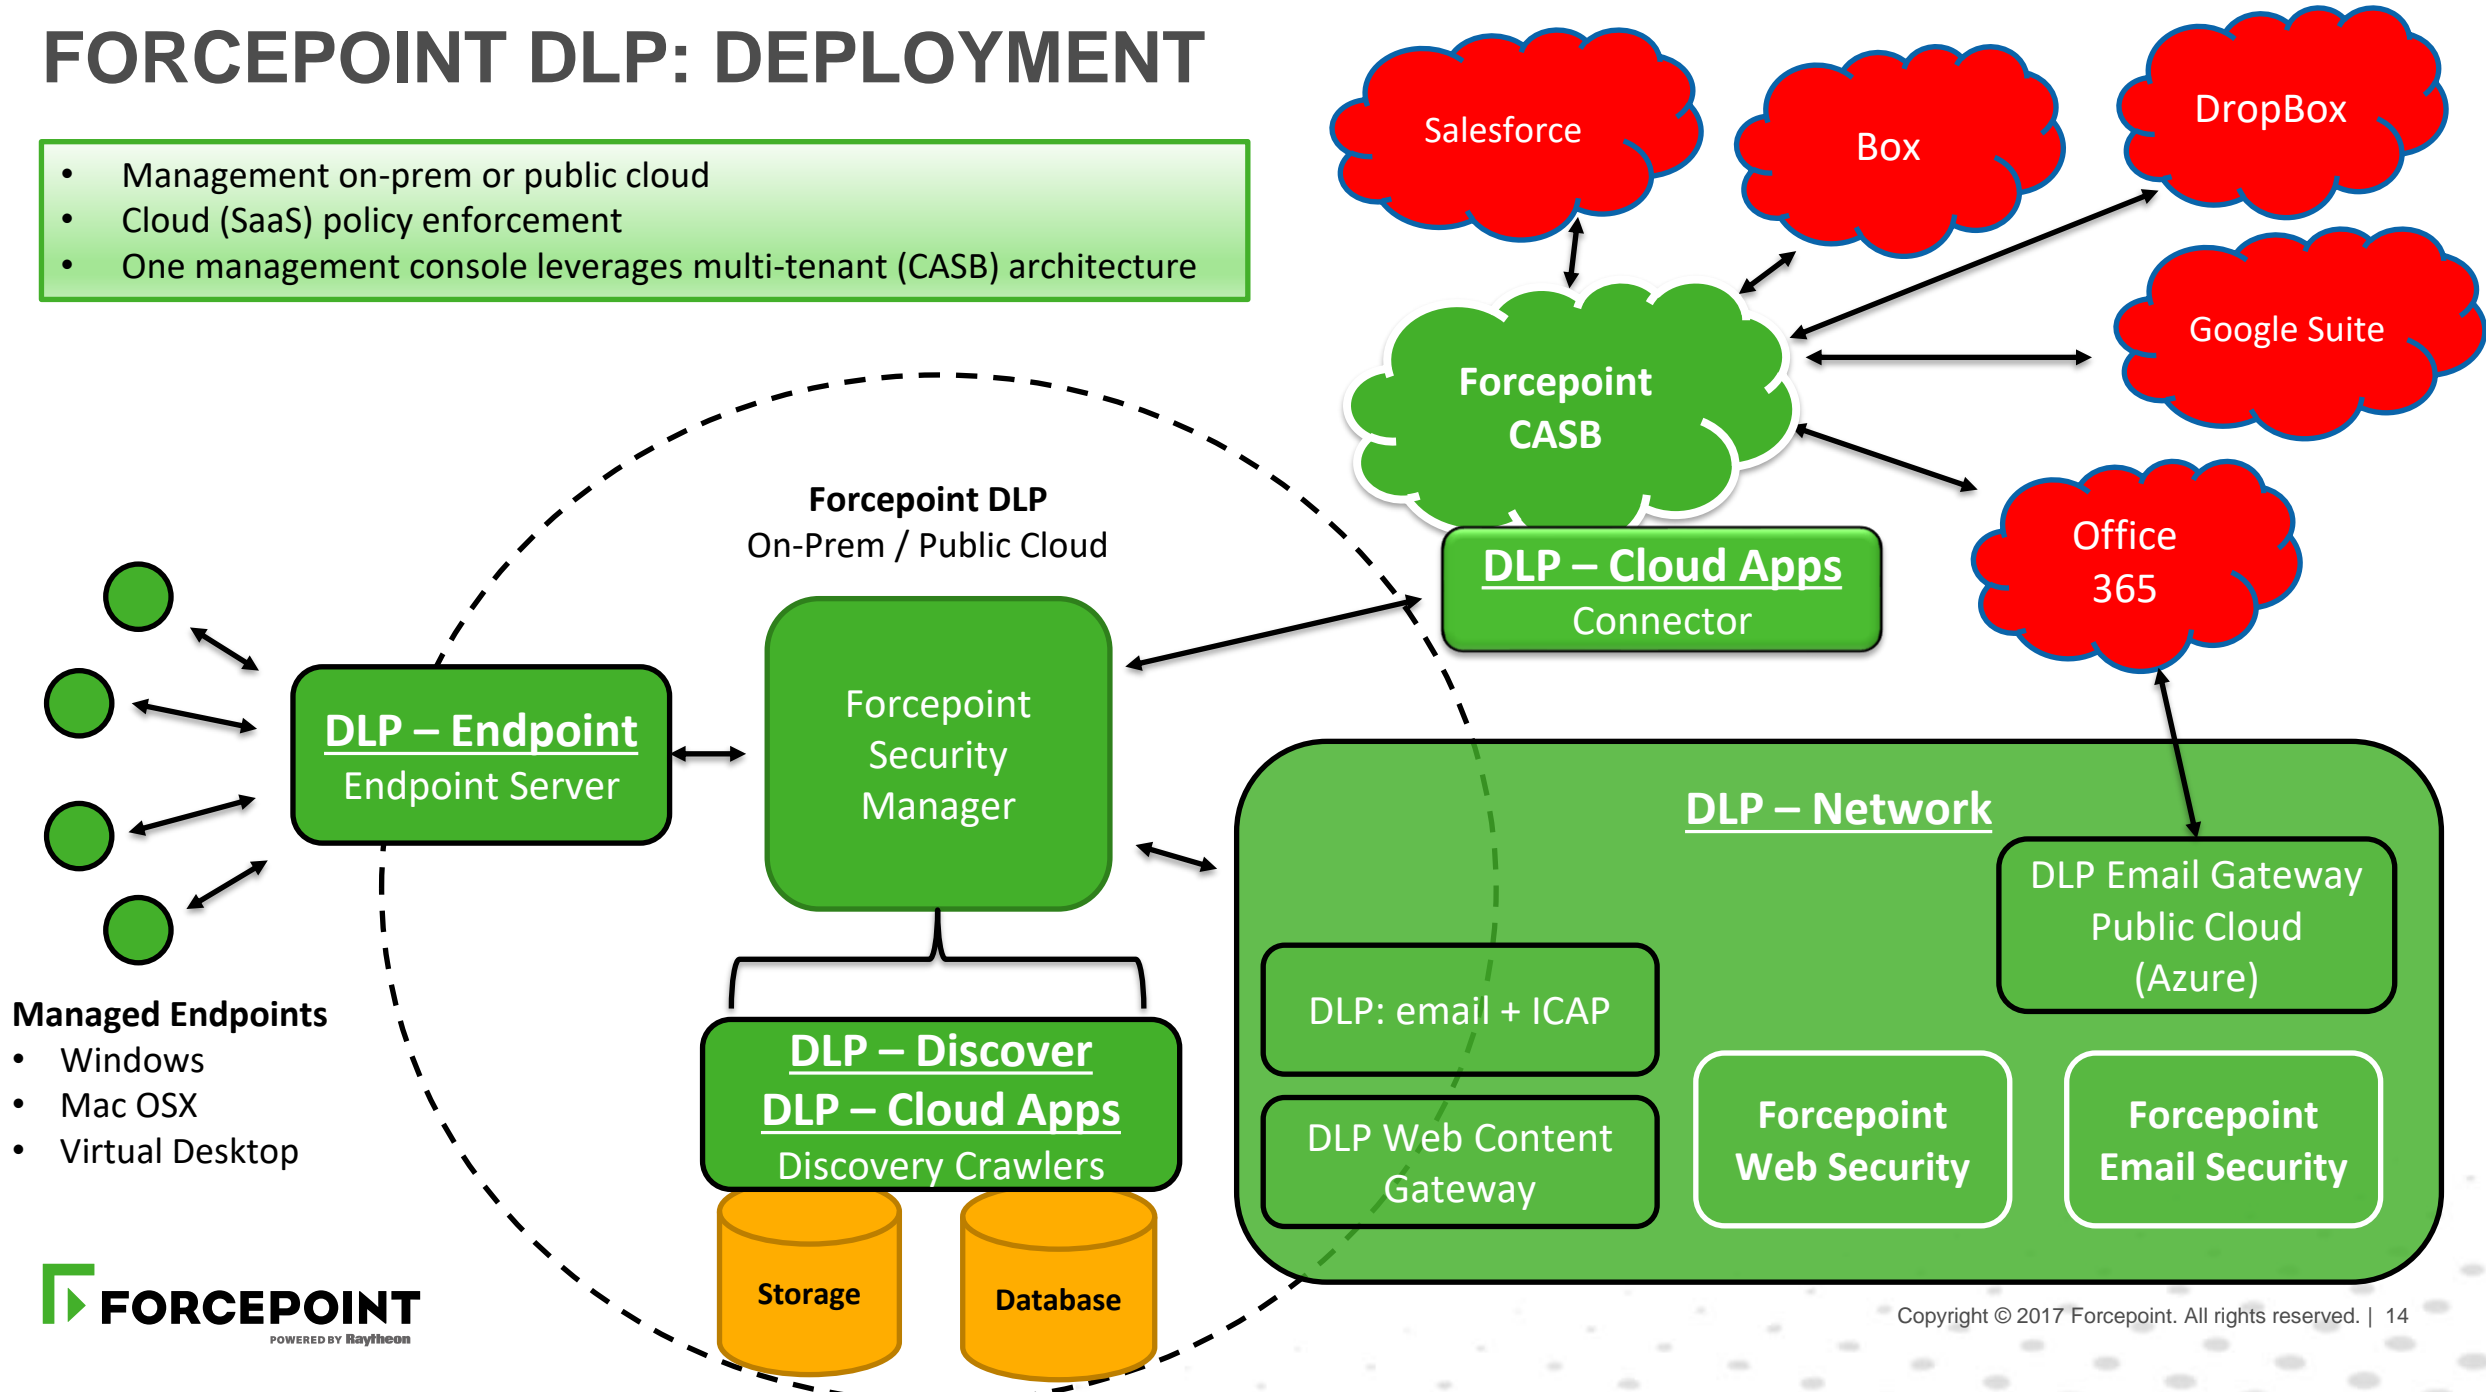 FORCEPOINT DLP: DEPLOYMENT
• Management on-prem or public cloud
• Cloud (SaaS) policy enforcement
• One management console leverages multi-tenant (CASB) architecture
Salesforce
Box
DropBox
Google Suite
Forcepoint
CASB
Office
365
DLP – Cloud Apps
Connector
Forcepoint DLP
On-Prem / Public Cloud
DLP – Endpoint
Endpoint Server
Forcepoint
Security
Manager
Managed Endpoints
• Windows
• Mac OSX
• Virtual Desktop
DLP – Discover
DLP – Cloud Apps
Discovery Crawlers
Storage
Database
DLP – Network
DLP Email Gateway
Public Cloud
(Azure)
DLP: email + ICAP
DLP Web Content
Gateway
Forcepoint
Web Security
Forcepoint
Email Security
FORCEPOINT
POWERED BY Raytheon
Copyright © 2017 Forcepoint. All rights reserved. | 14